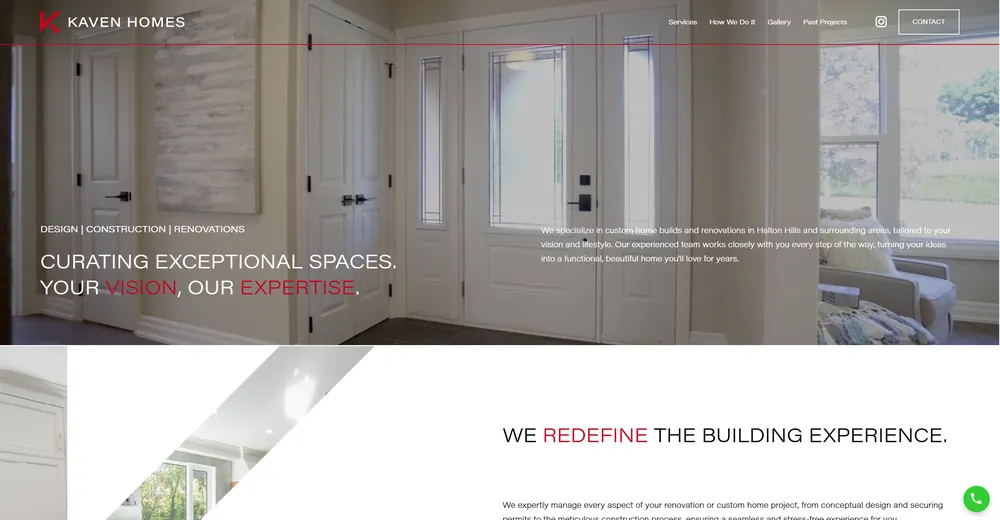 KAVEN HOMES
Services How We Do It Gallery Past Projects CONTACT
DESIGN | CONSTRUCTION | RENOVATIONS
CURATING EXCEPTIONAL SPACES.
YOUR VISION, OUR EXPERTISE.
We specialize in custom home builds and renovations in Halton Hills and surrounding areas, tailored to your
vision and lifestyle. Our experienced team works closely with you every step of the way, turning your ideas
into a functional, beautiful home you'll love for years.
WE REDEFINE THE BUILDING EXPERIENCE.
We expertly manage every aspect of your renovation or custom home project, from conceptual design and securing
permits to the meticulous construction process, ensuring a seamless and stress-free experience for you.